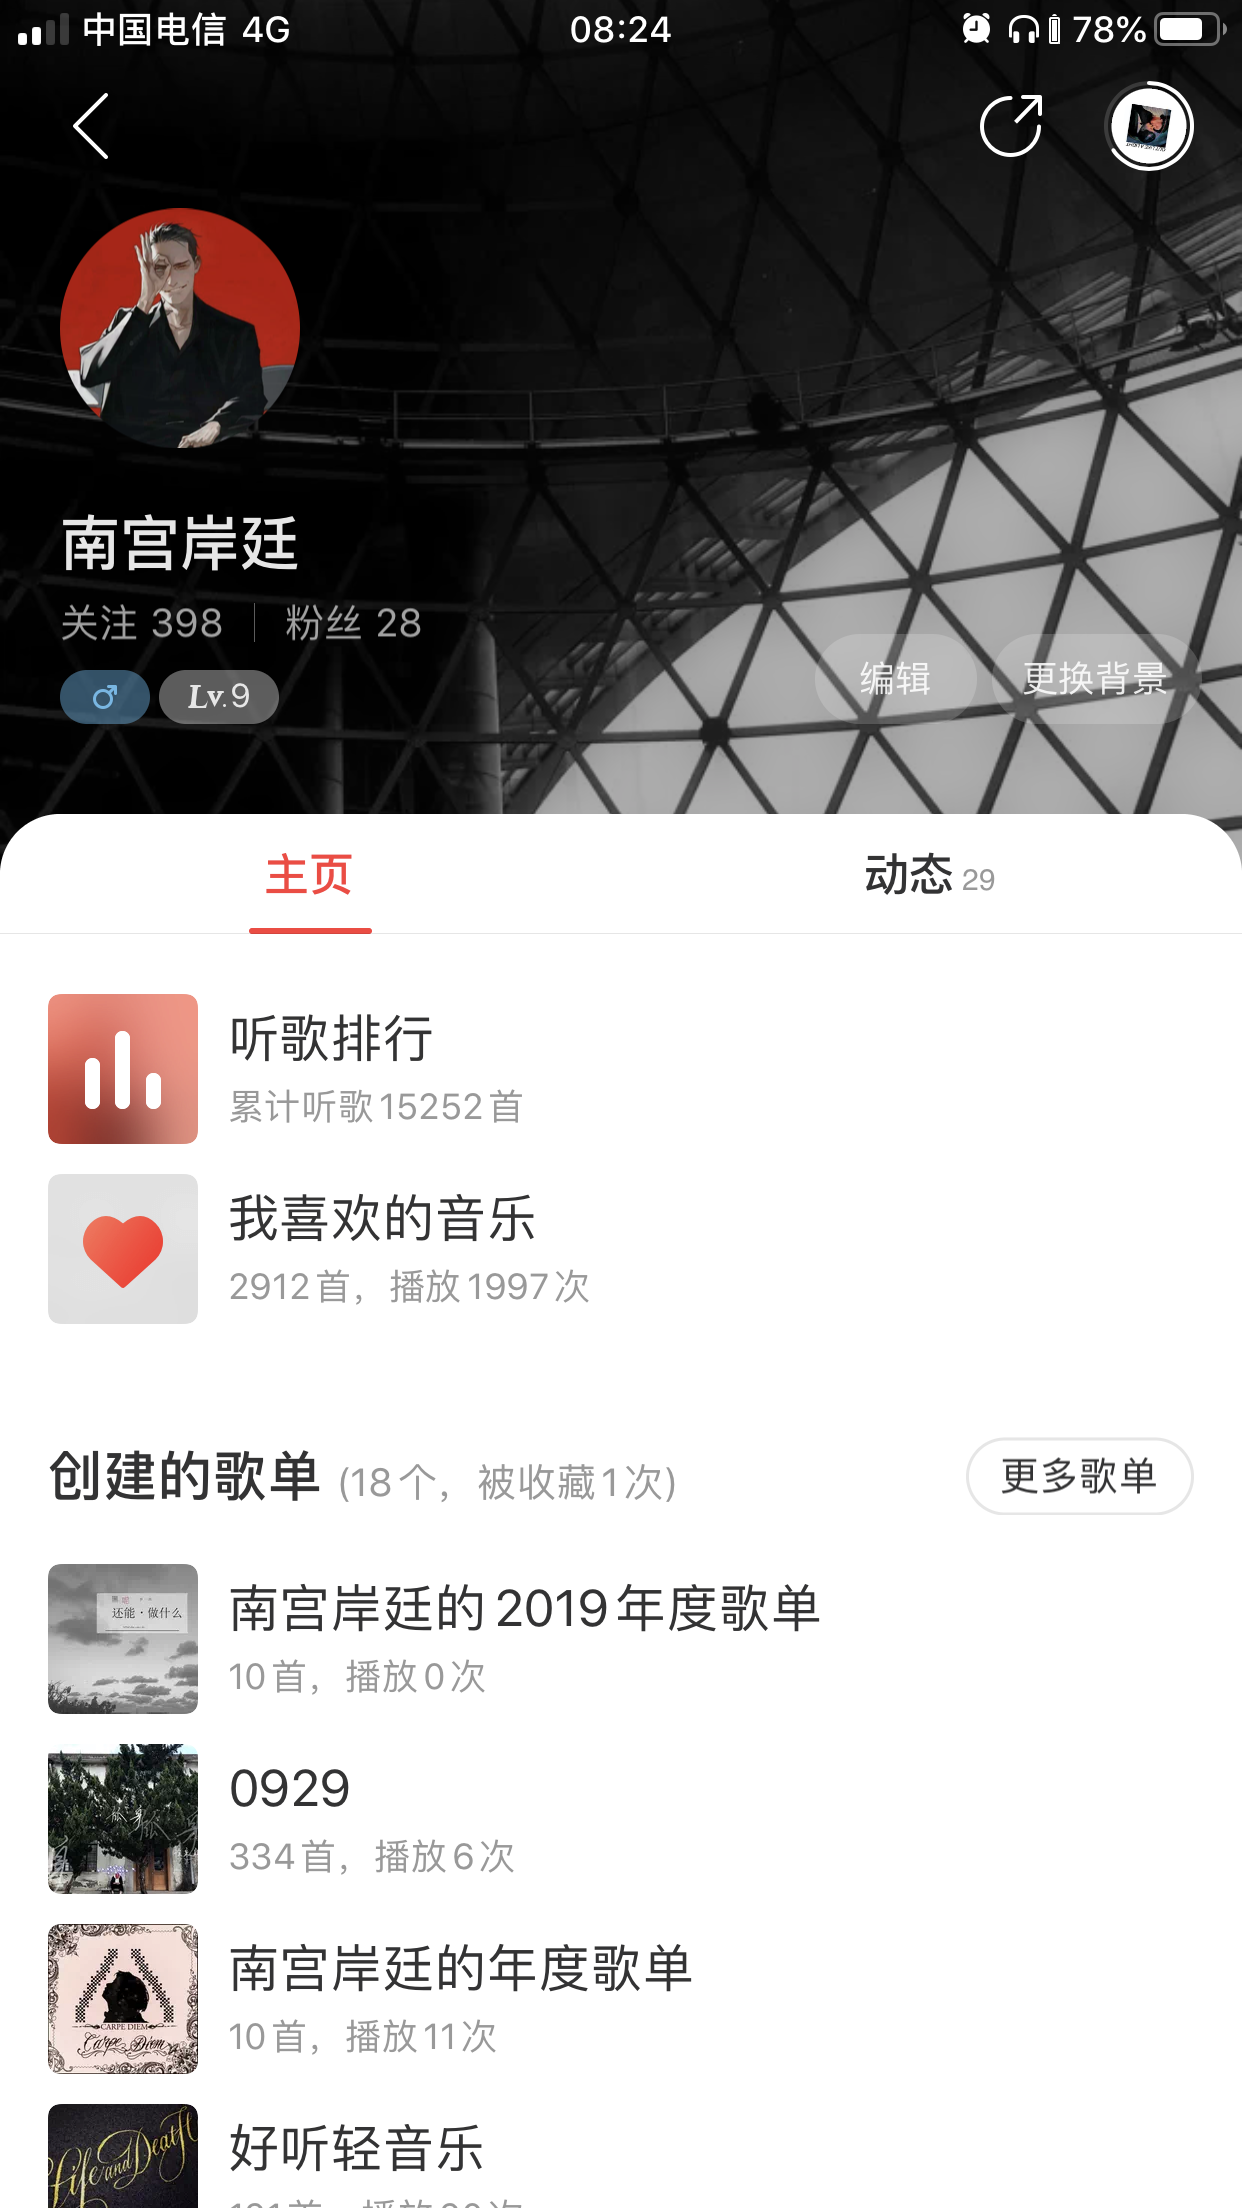 中国电信 4G 08:24 78%
南宫岸廷
关注 398 粉丝 28
♂ Lv.9 编辑 更换背景
主页 动态 29
听歌排行
累计听歌15252首
我喜欢的音乐
2912首，播放1997次
创建的歌单 (18个，被收藏1次) 更多歌单
还能·做什么
南宫岸廷的2019年度歌单
10首，播放0次
0929
334首，播放6次
CARPE DIEM
Carpe Diem
南宫岸廷的年度歌单
10首，播放11次
Life and Death
好听轻音乐